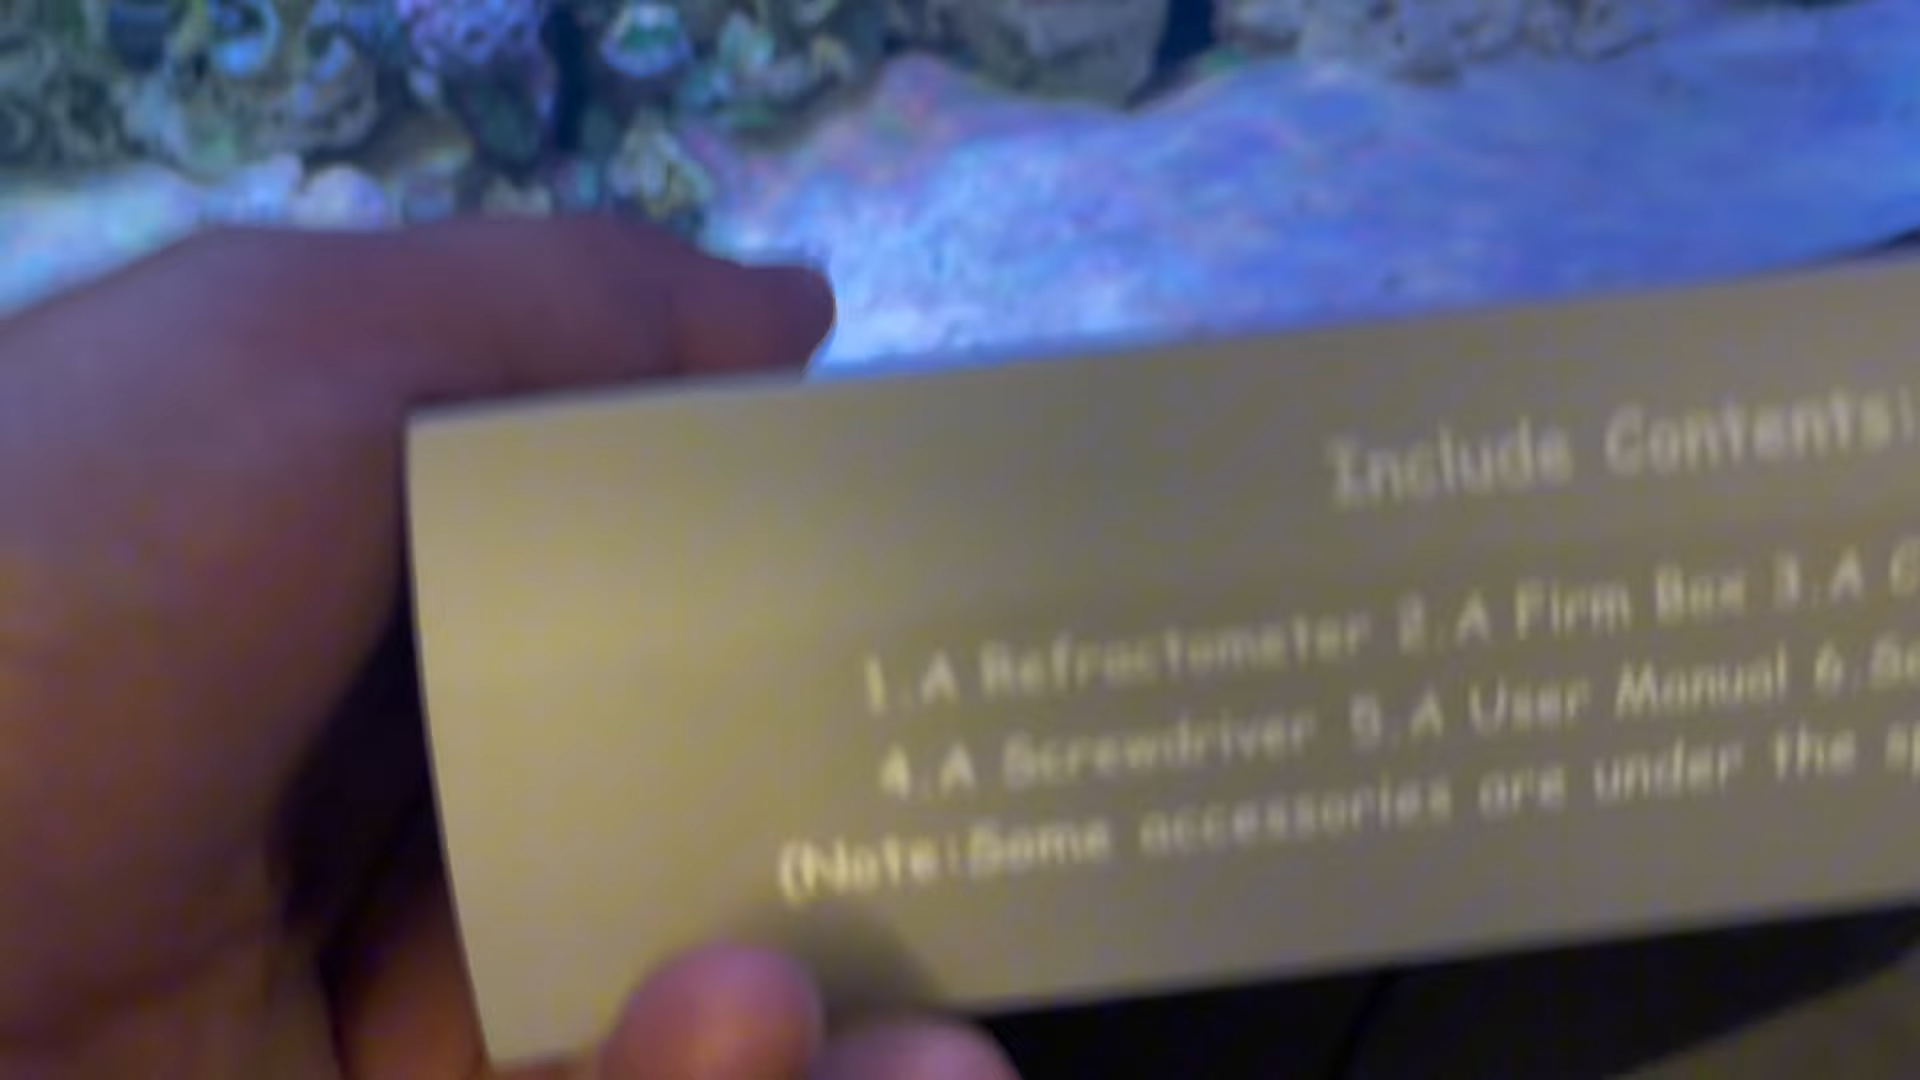 Include Contents:
1.A Refractometer 2.A Firm Box 3.A
4.A Screwdriver 5.A User Manual 6.
(Note:Some accessories are under the